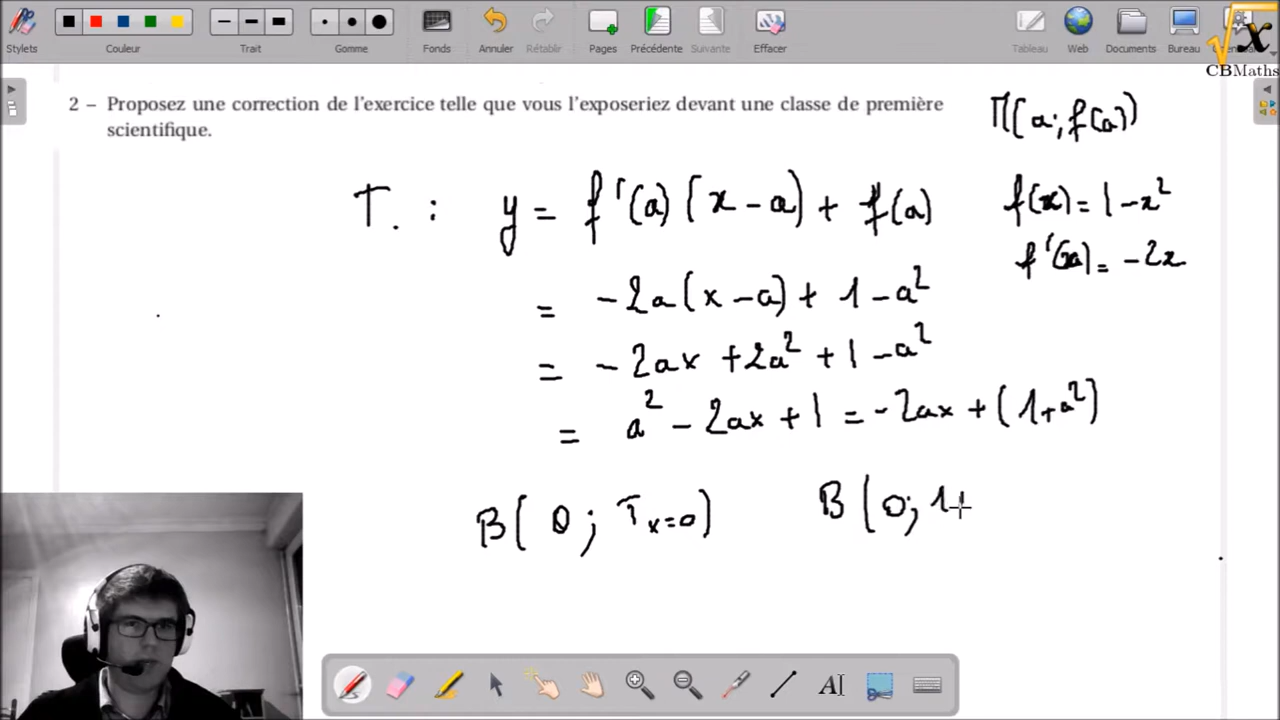 Stylets Couleur Trait Gomme Fonds Annuler Rétablir Pages Précédente Suivante Effacer Tableau Web Documents Bureau
CBMaths
2 – Proposez une correction de l'exercice telle que vous l'exposeriez devant une classe de première
scientifique.
M(a;f(a))
T. : y = f'(a)(x-a) + f(a)
f(x) = 1-x²
f'(x) = -2x
= -2a(x-a) + 1-a²
= -2ax + 2a² + 1-a²
= a² - 2ax + 1 = -2ax + (1+a²)
B( 0 ; T x=0 ) B (0; 1+
AI